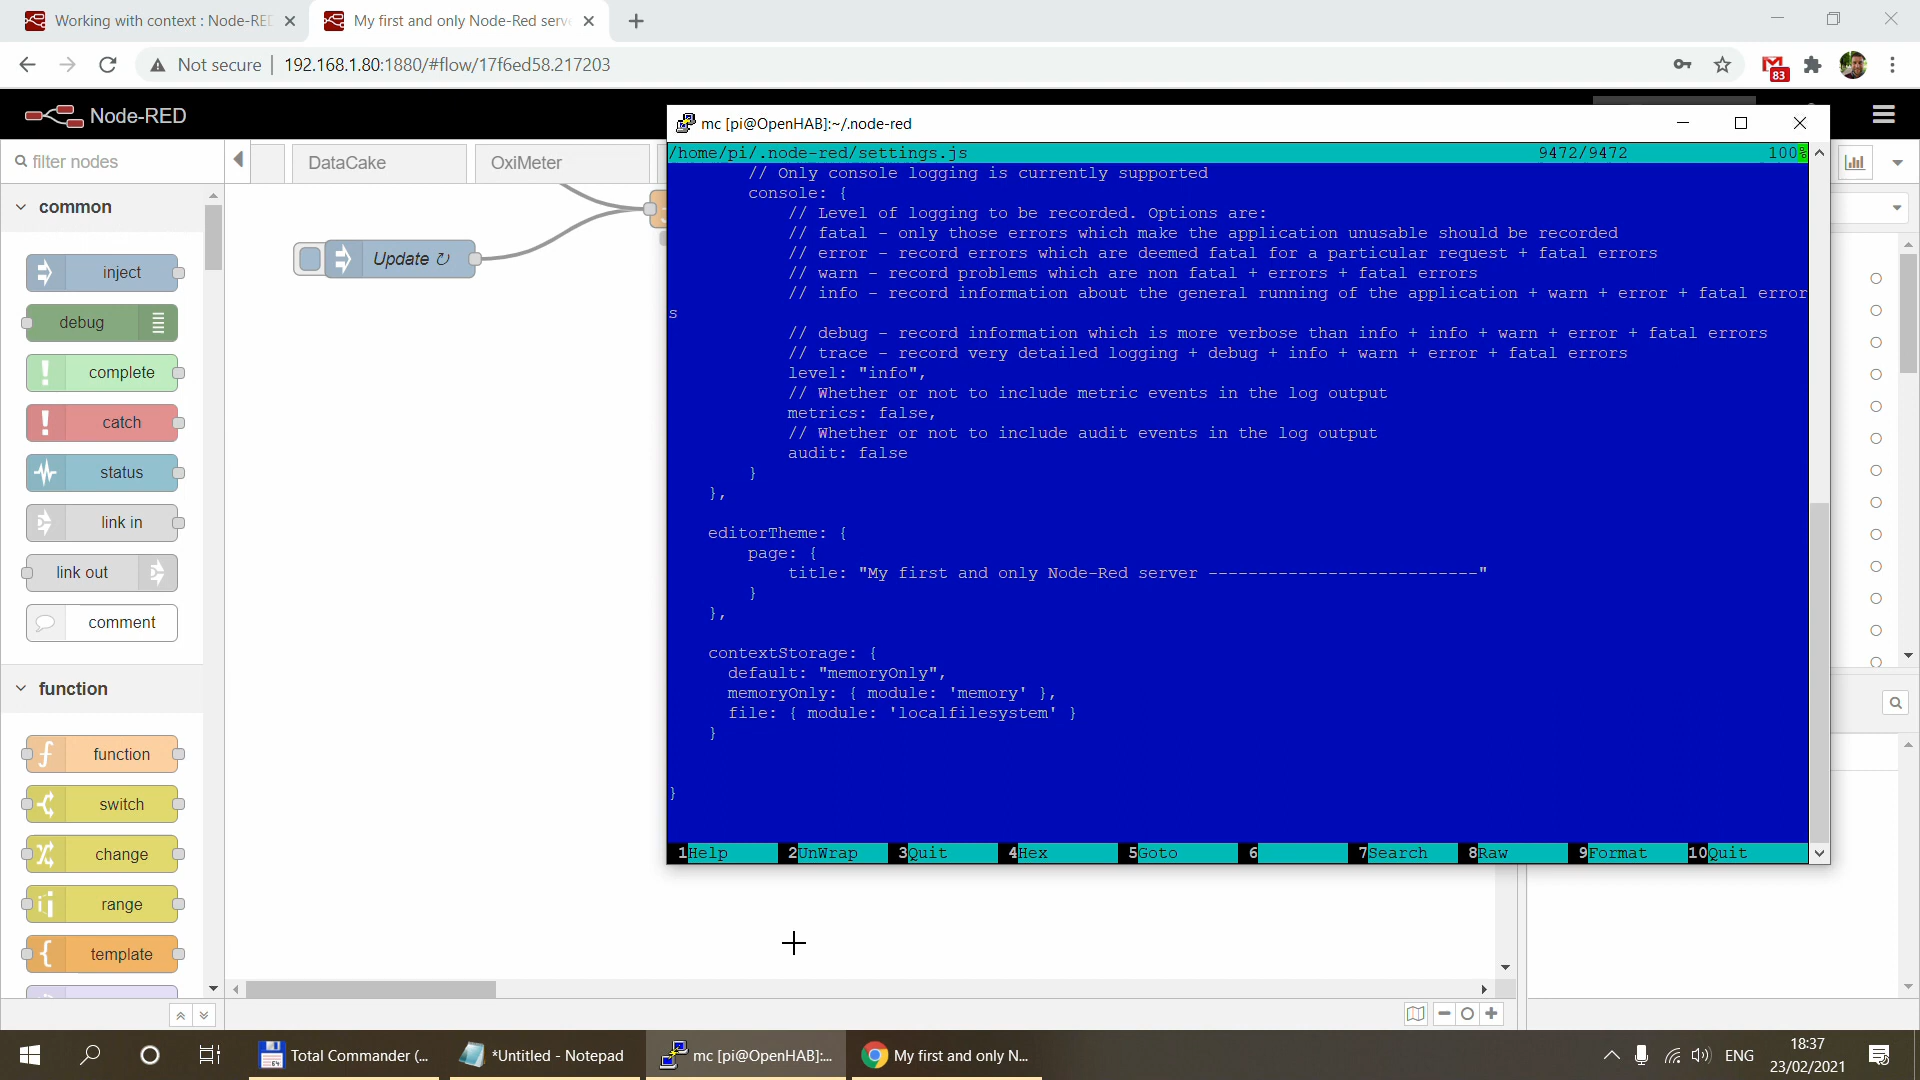 Working with context : Node-RE
My first and only Node-Red serv
Not secure
192.168.1.80:1880/#flow/17f6ed58.217203
83
Node-RED
filter nodes
DataCake
OxiMeter
common
inject
debug
complete
catch
status
link in
link out
comment
function
function
switch
change
range
template
Update ↻
mc [pi@OpenHAB]:~/.node-red
/home/pi/.node-red/settings.js 9472/9472 100%
// Only console logging is currently supported
console: {
// Level of logging to be recorded. Options are:
// fatal - only those errors which make the application unusable should be recorded
// error - record errors which are deemed fatal for a particular request + fatal errors
// warn - record problems which are non fatal + errors + fatal errors
// info - record information about the general running of the application + warn + error + fatal error
s
// debug - record information which is more verbose than info + info + warn + error + fatal errors
// trace - record very detailed logging + debug + info + warn + error + fatal errors
level: "info",
// Whether or not to include metric events in the log output
metrics: false,
// Whether or not to include audit events in the log output
audit: false
}
},
editorTheme: {
page: {
title: "My first and only Node-Red server ---------------------------"
}
},
contextStorage: {
default: "memoryOnly",
memoryOnly: { module: 'memory' },
file: { module: 'localfilesystem' }
}
}
1Help 2UnWrap 3Quit 4Hex 5Goto 6 7Search 8Raw 9Format 10Quit
Total Commander (...
*Untitled - Notepad
mc [pi@OpenHAB]:...
My first and only N...
ENG
18:37
23/02/2021